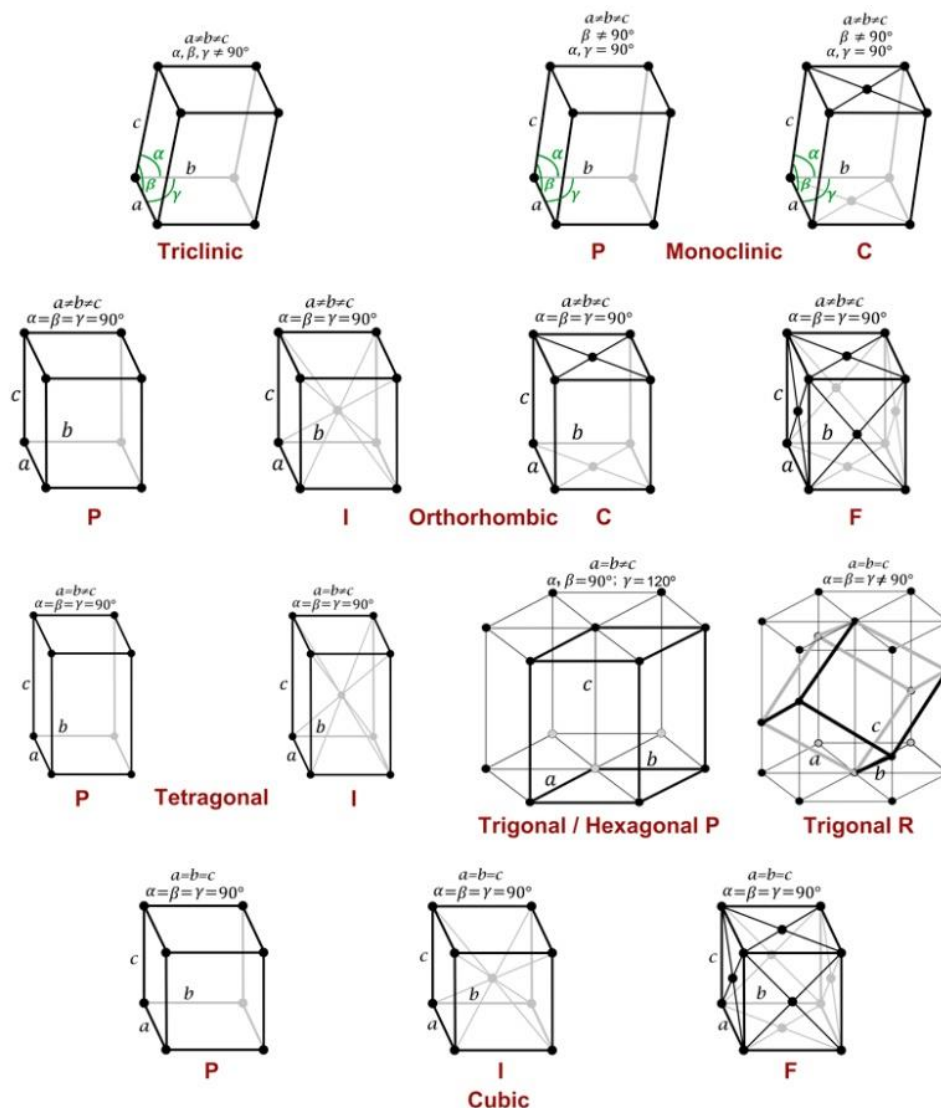 a≠b≠c
α, β, γ ≠ 90°
c
α
β
b
γ
a
Triclinic
a≠b≠c
β ≠ 90°
α, γ = 90°
c
α
β
b
γ
a
P
Monoclinic
a≠b≠c
β ≠ 90°
α, γ = 90°
c
α
β
b
γ
a
C
a≠b≠c
α=β=γ=90°
c
b
a
P
a≠b≠c
α=β=γ=90°
c
b
a
I
Orthorhombic
a≠b≠c
α=β=γ=90°
c
b
a
C
a≠b≠c
α=β=γ=90°
c
b
a
F
a=b≠c
α=β=γ=90°
c
b
a
P
Tetragonal
a=b≠c
α=β=γ=90°
c
b
a
I
a=b≠c
α, β=90°; γ=120°
c
a
b
Trigonal / Hexagonal P
a=b=c
α=β=γ≠90°
c
a
b
Trigonal R
a=b=c
α=β=γ=90°
c
b
a
P
a=b=c
α=β=γ=90°
c
b
a
I
a=b=c
α=β=γ=90°
c
b
a
F
Cubic